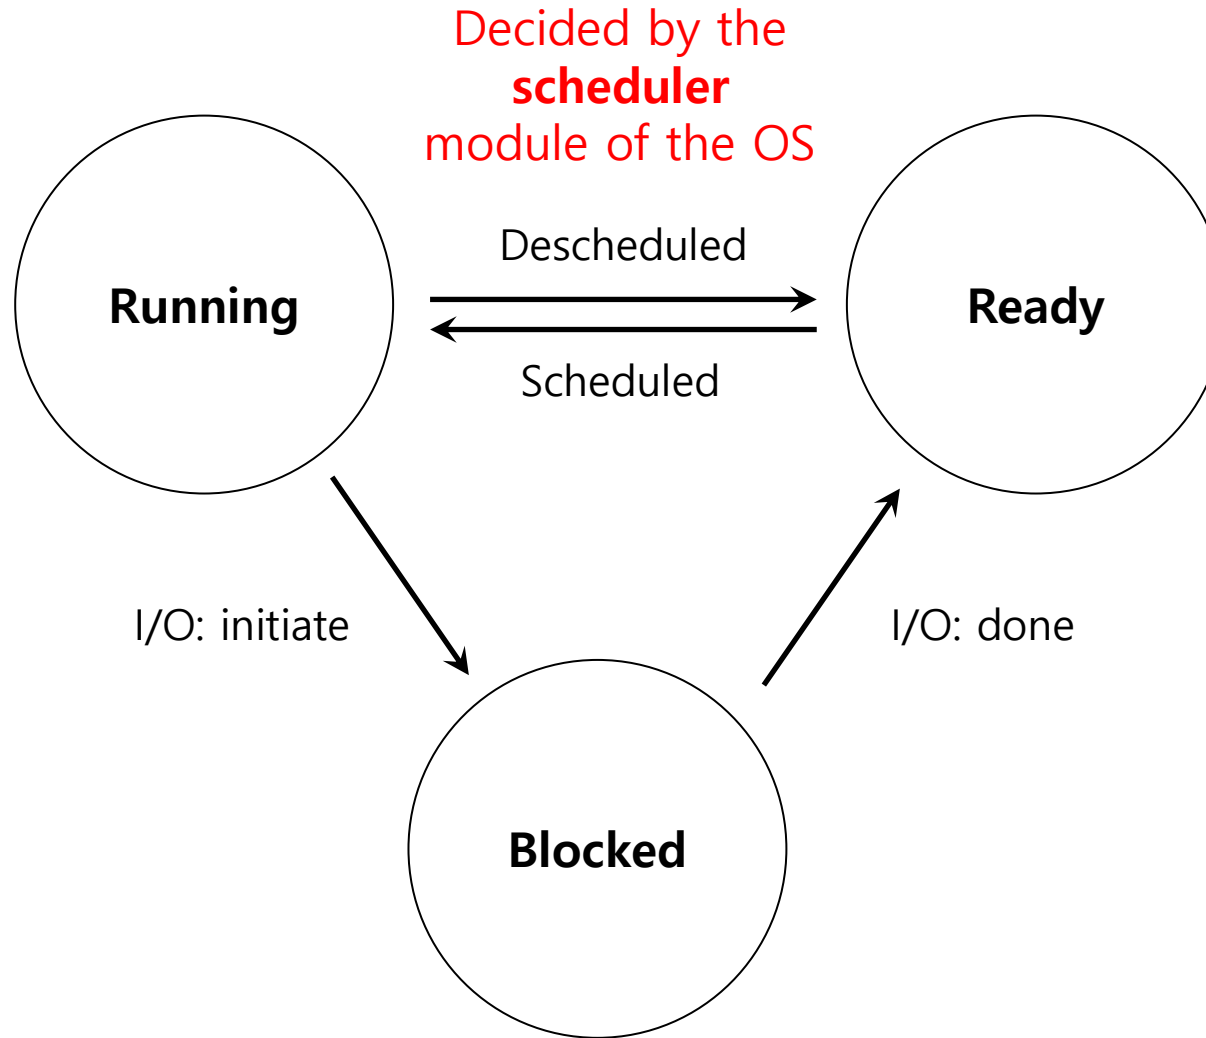 Decided by the
scheduler
module of the OS
Descheduled
Running
Ready
Scheduled
I/O: initiate
I/O: done
Blocked